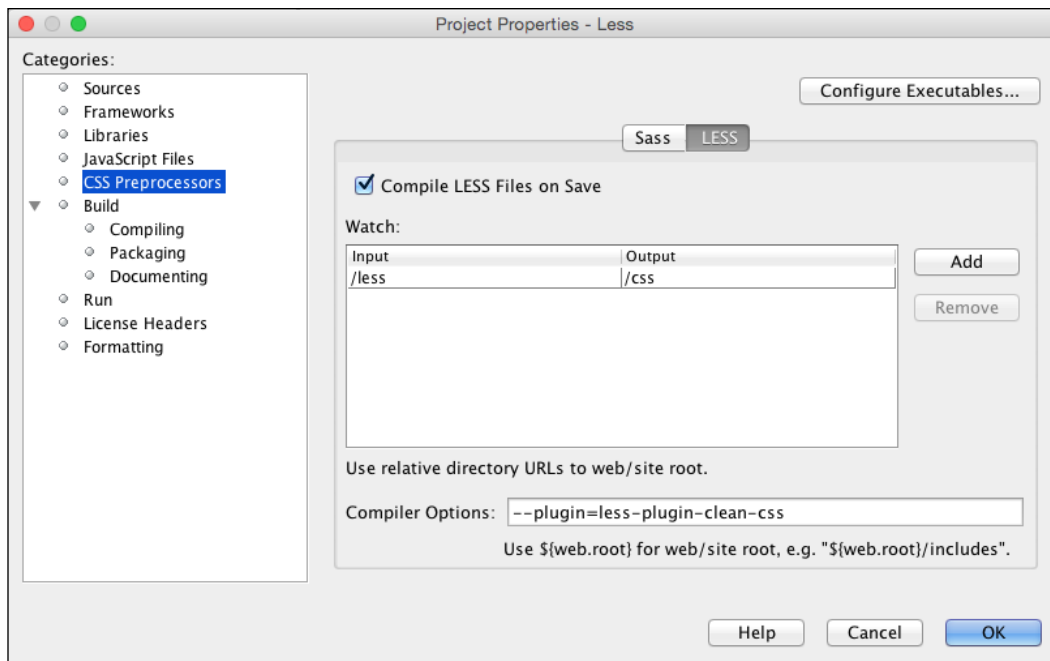 Project Properties - Less
Categories:
Sources
Frameworks
Libraries
JavaScript Files
CSS Preprocessors
Build
Compiling
Packaging
Documenting
Run
License Headers
Formatting
Configure Executables...
Sass LESS
Compile LESS Files on Save
Watch:
Input Output
/less /css
Add
Remove
Use relative directory URLs to web/site root.
Compiler Options: --plugin=less-plugin-clean-css
Use ${web.root} for web/site root, e.g. "${web.root}/includes".
Help Cancel OK